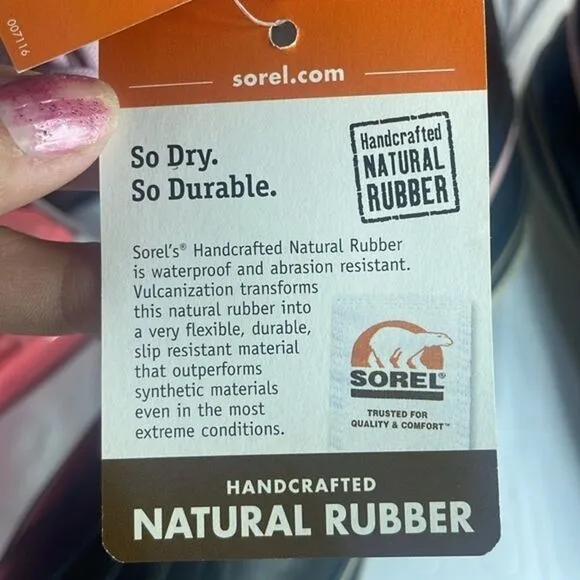 007116
sorel.com
So Dry.
So Durable.
Handcrafted
NATURAL
RUBBER
Sorel's® Handcrafted Natural Rubber
is waterproof and abrasion resistant.
Vulcanization transforms
this natural rubber into
a very flexible, durable,
slip resistant material
that outperforms
synthetic materials
even in the most
extreme conditions.
SOREL®
TRUSTED FOR
QUALITY & COMFORT™
HANDCRAFTED
NATURAL RUBBER